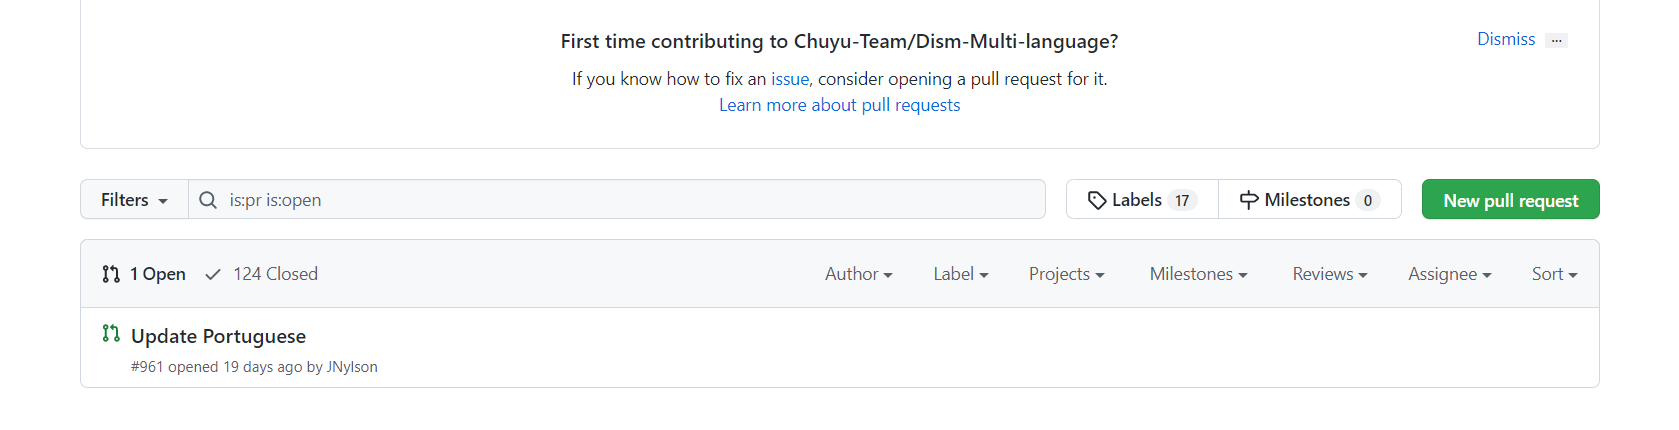 First time contributing to Chuyu-Team/Dism-Multi-language?
Dismiss ...
If you know how to fix an issue, consider opening a pull request for it.
Learn more about pull requests
Filters is:pr is:open Labels 17 Milestones 0 New pull request
1 Open 124 Closed Author Label Projects Milestones Reviews Assignee Sort
Update Portuguese
#961 opened 19 days ago by JNylson